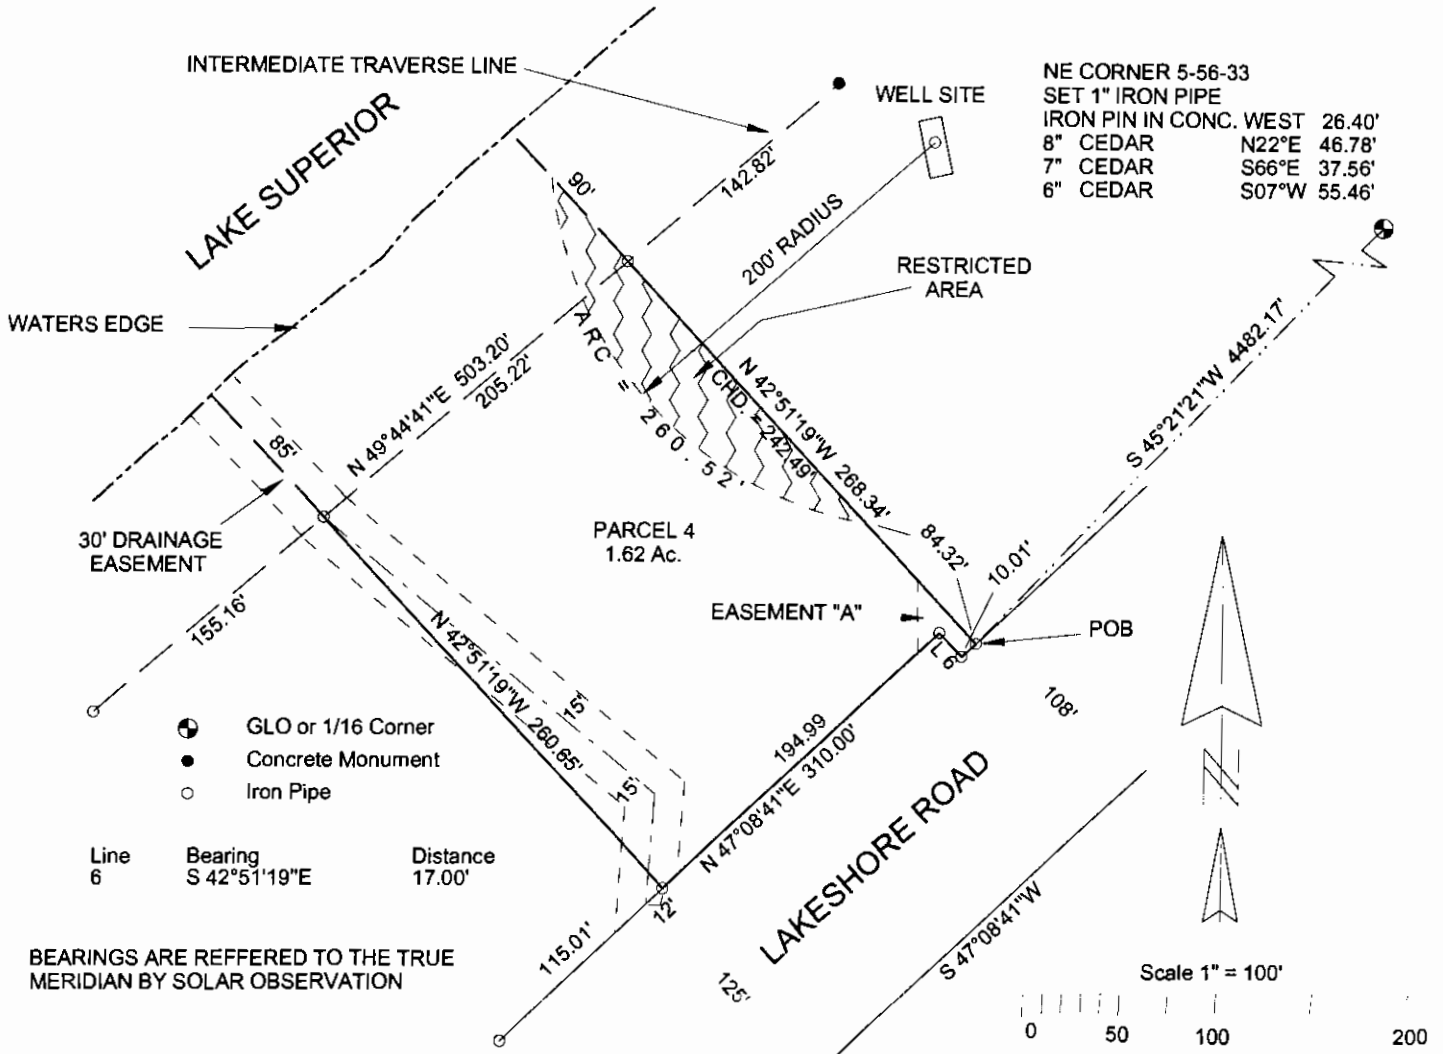 INTERMEDIATE TRAVERSE LINE
LAKE SUPERIOR
WELL SITE
NE CORNER 5-56-33
SET 1" IRON PIPE
IRON PIN IN CONC. WEST 26.40'
8" CEDAR N22°E 46.78'
7" CEDAR S66°E 37.56'
6" CEDAR S07°W 55.46'
142.82'
90'
200' RADIUS
RESTRICTED
AREA
WATERS EDGE
N 49°44'41"E 503.20'
205.22'
ARC = 260.52'
CHD. = 242.49'
N 42°51'19"W 268.34'
S 45°21'21"W 4482.17'
85'
30' DRAINAGE
EASEMENT
PARCEL 4
1.62 Ac.
84.32'
10.01'
EASEMENT "A"
POB
L 6
155.16'
N 42°51'19"W 260.65'
15'
15'
108'
194.99
N 47°08'41"E 310.00'
LAKESHORE ROAD
GLO or 1/16 Corner
Concrete Monument
Iron Pipe
Line Bearing Distance
6 S 42°51'19"E 17.00'
12'
115.01'
125'
S 47°08'41"W
BEARINGS ARE REFFERED TO THE TRUE
MERIDIAN BY SOLAR OBSERVATION
N
Scale 1" = 100'
0 50 100 200